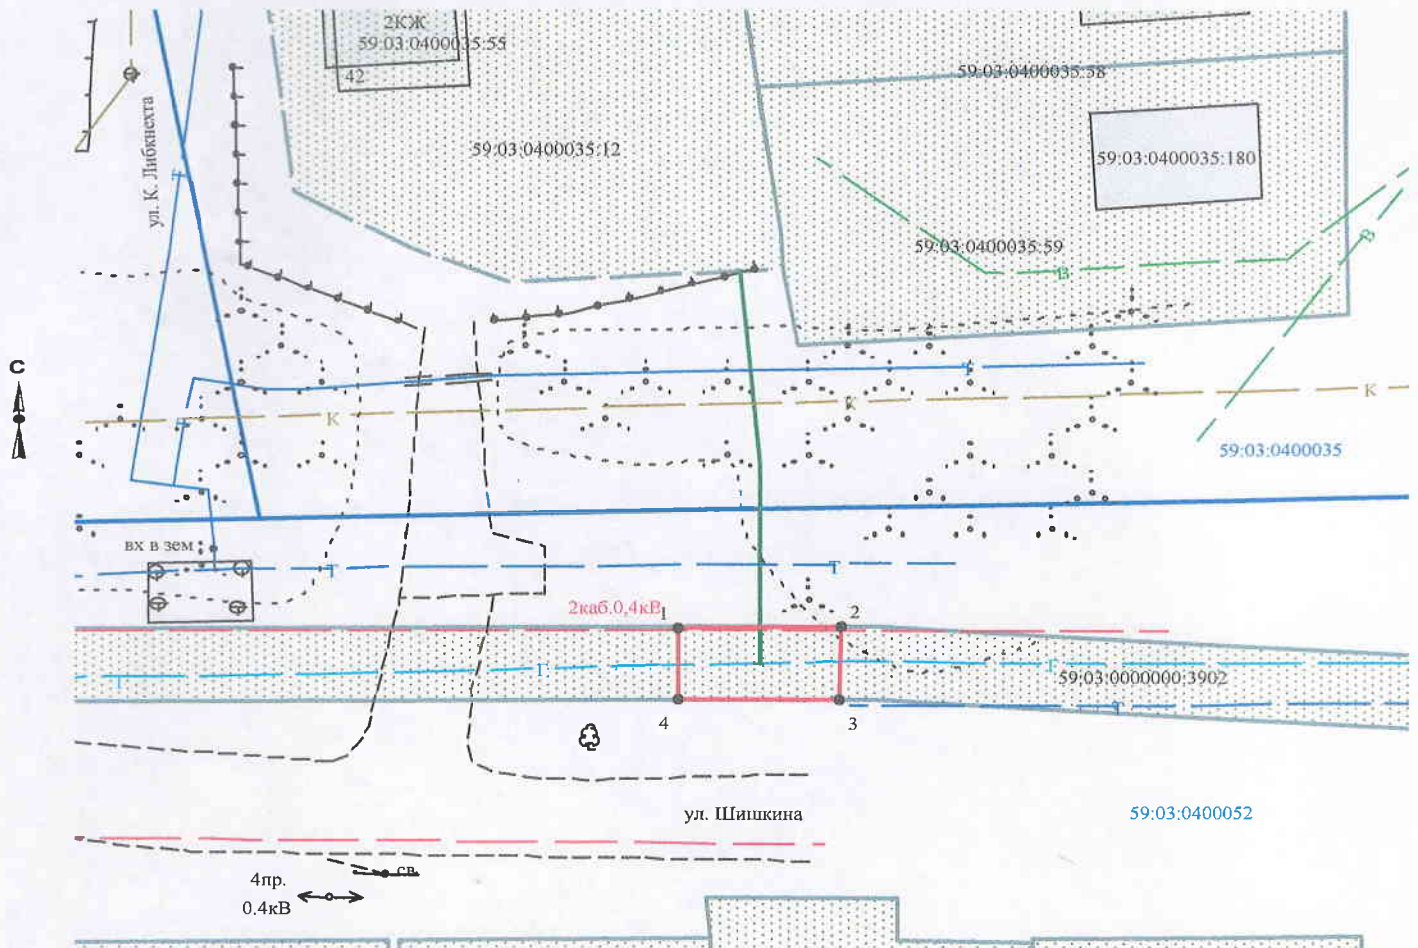 2КЖ
59:03:0400035:55
42
59:03:0400035:58
ул. К. Либкнехта
59:03:0400035:12
59:03:0400035:180
Т
59:03:0400035:59
В
В
С
Т
К
К
К
Т
59:03:0400035
вх в зем
Т
Т
2каб.0,4кВ
1
2
Г
Г
Г
59:03:0000000:3902
4
3
Т
ул. Шишкина
59:03:0400052
св.
4пр.
0.4кВ